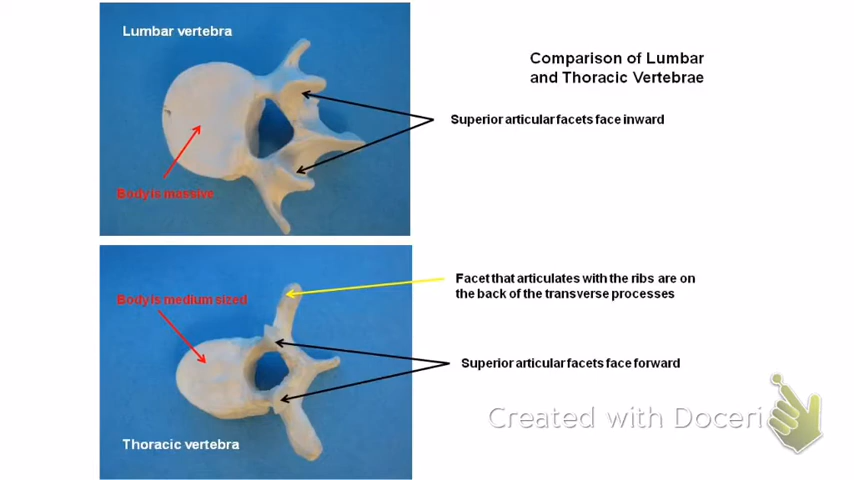 Lumbar vertebra
Comparison of Lumbar
and Thoracic Vertebrae
Superior articular facets face inward
Body is massive
Facet that articulates with the ribs are on
the back of the transverse processes
Body is medium sized
Superior articular facets face forward
Created with Doceri
Thoracic vertebra